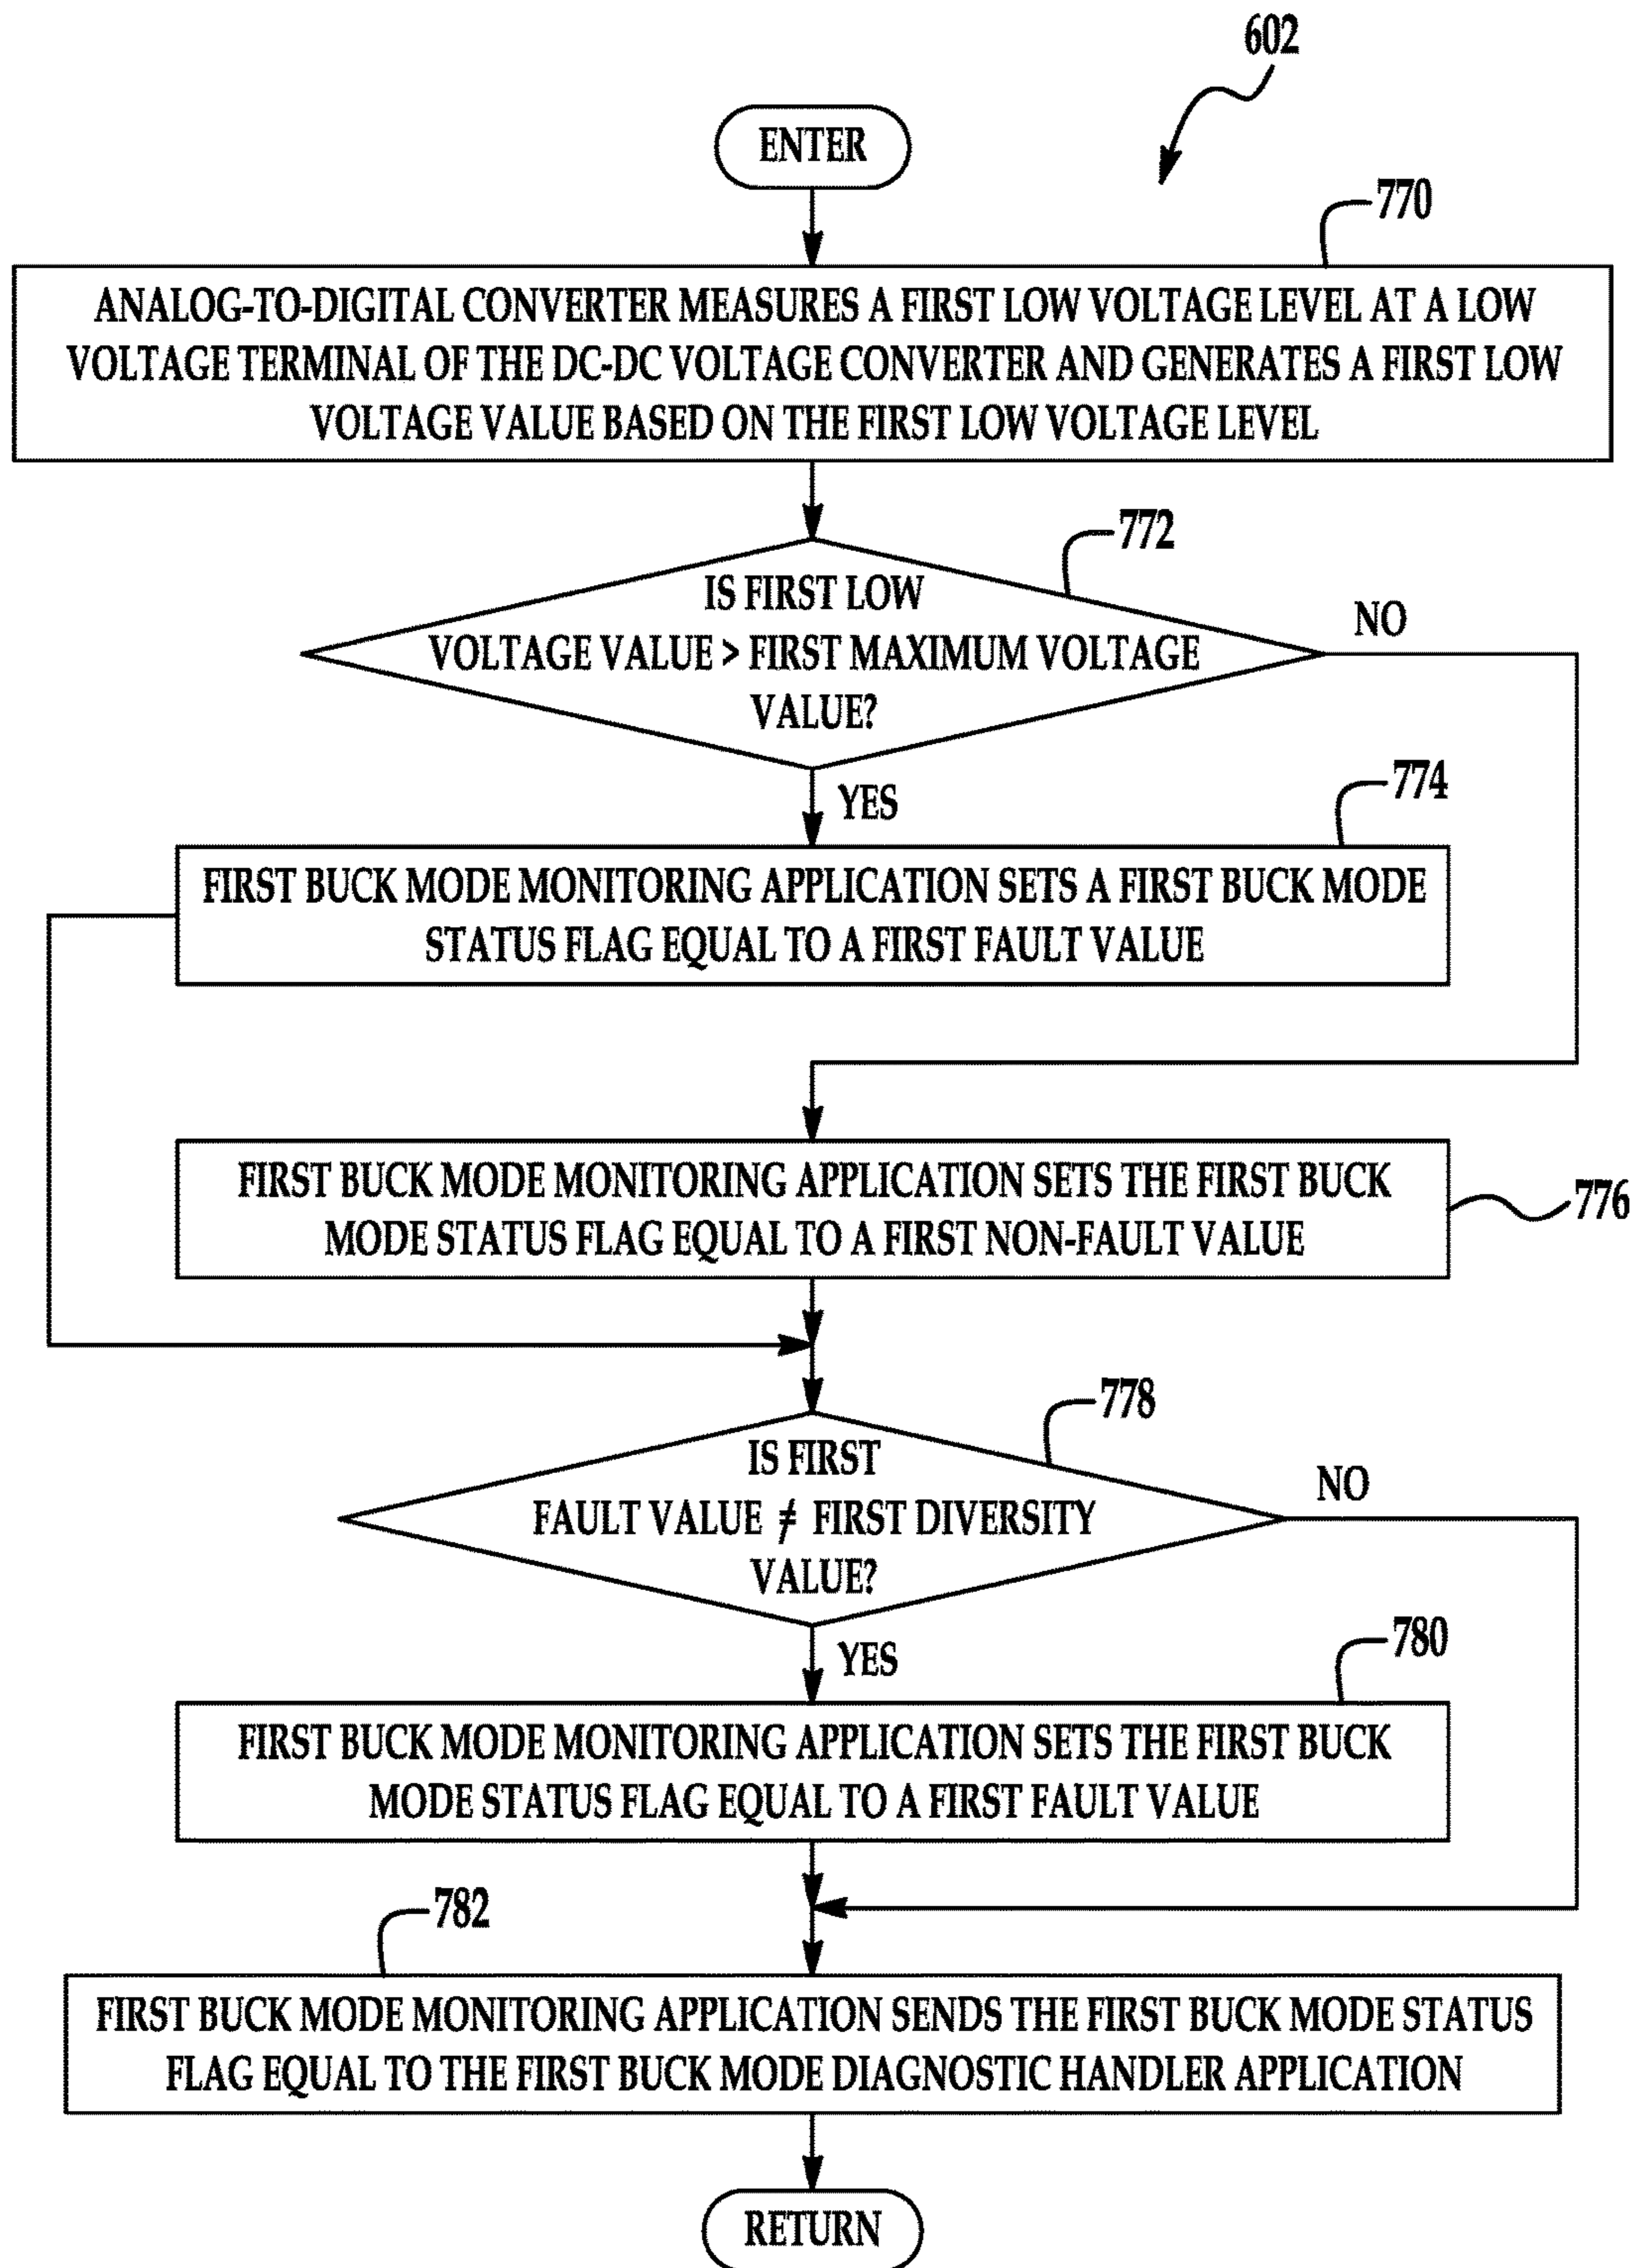 602
ENTER
770
ANALOG-TO-DIGITAL CONVERTER MEASURES A FIRST LOW VOLTAGE LEVEL AT A LOW
VOLTAGE TERMINAL OF THE DC-DC VOLTAGE CONVERTER AND GENERATES A FIRST LOW
VOLTAGE VALUE BASED ON THE FIRST LOW VOLTAGE LEVEL
772
IS FIRST LOW
VOLTAGE VALUE > FIRST MAXIMUM VOLTAGE
VALUE?
NO
YES
774
FIRST BUCK MODE MONITORING APPLICATION SETS A FIRST BUCK MODE
STATUS FLAG EQUAL TO A FIRST FAULT VALUE
FIRST BUCK MODE MONITORING APPLICATION SETS THE FIRST BUCK
MODE STATUS FLAG EQUAL TO A FIRST NON-FAULT VALUE
776
778
IS FIRST
FAULT VALUE ≠ FIRST DIVERSITY
VALUE?
NO
YES
780
FIRST BUCK MODE MONITORING APPLICATION SETS THE FIRST BUCK
MODE STATUS FLAG EQUAL TO A FIRST FAULT VALUE
782
FIRST BUCK MODE MONITORING APPLICATION SENDS THE FIRST BUCK MODE STATUS
FLAG EQUAL TO THE FIRST BUCK MODE DIAGNOSTIC HANDLER APPLICATION
RETURN